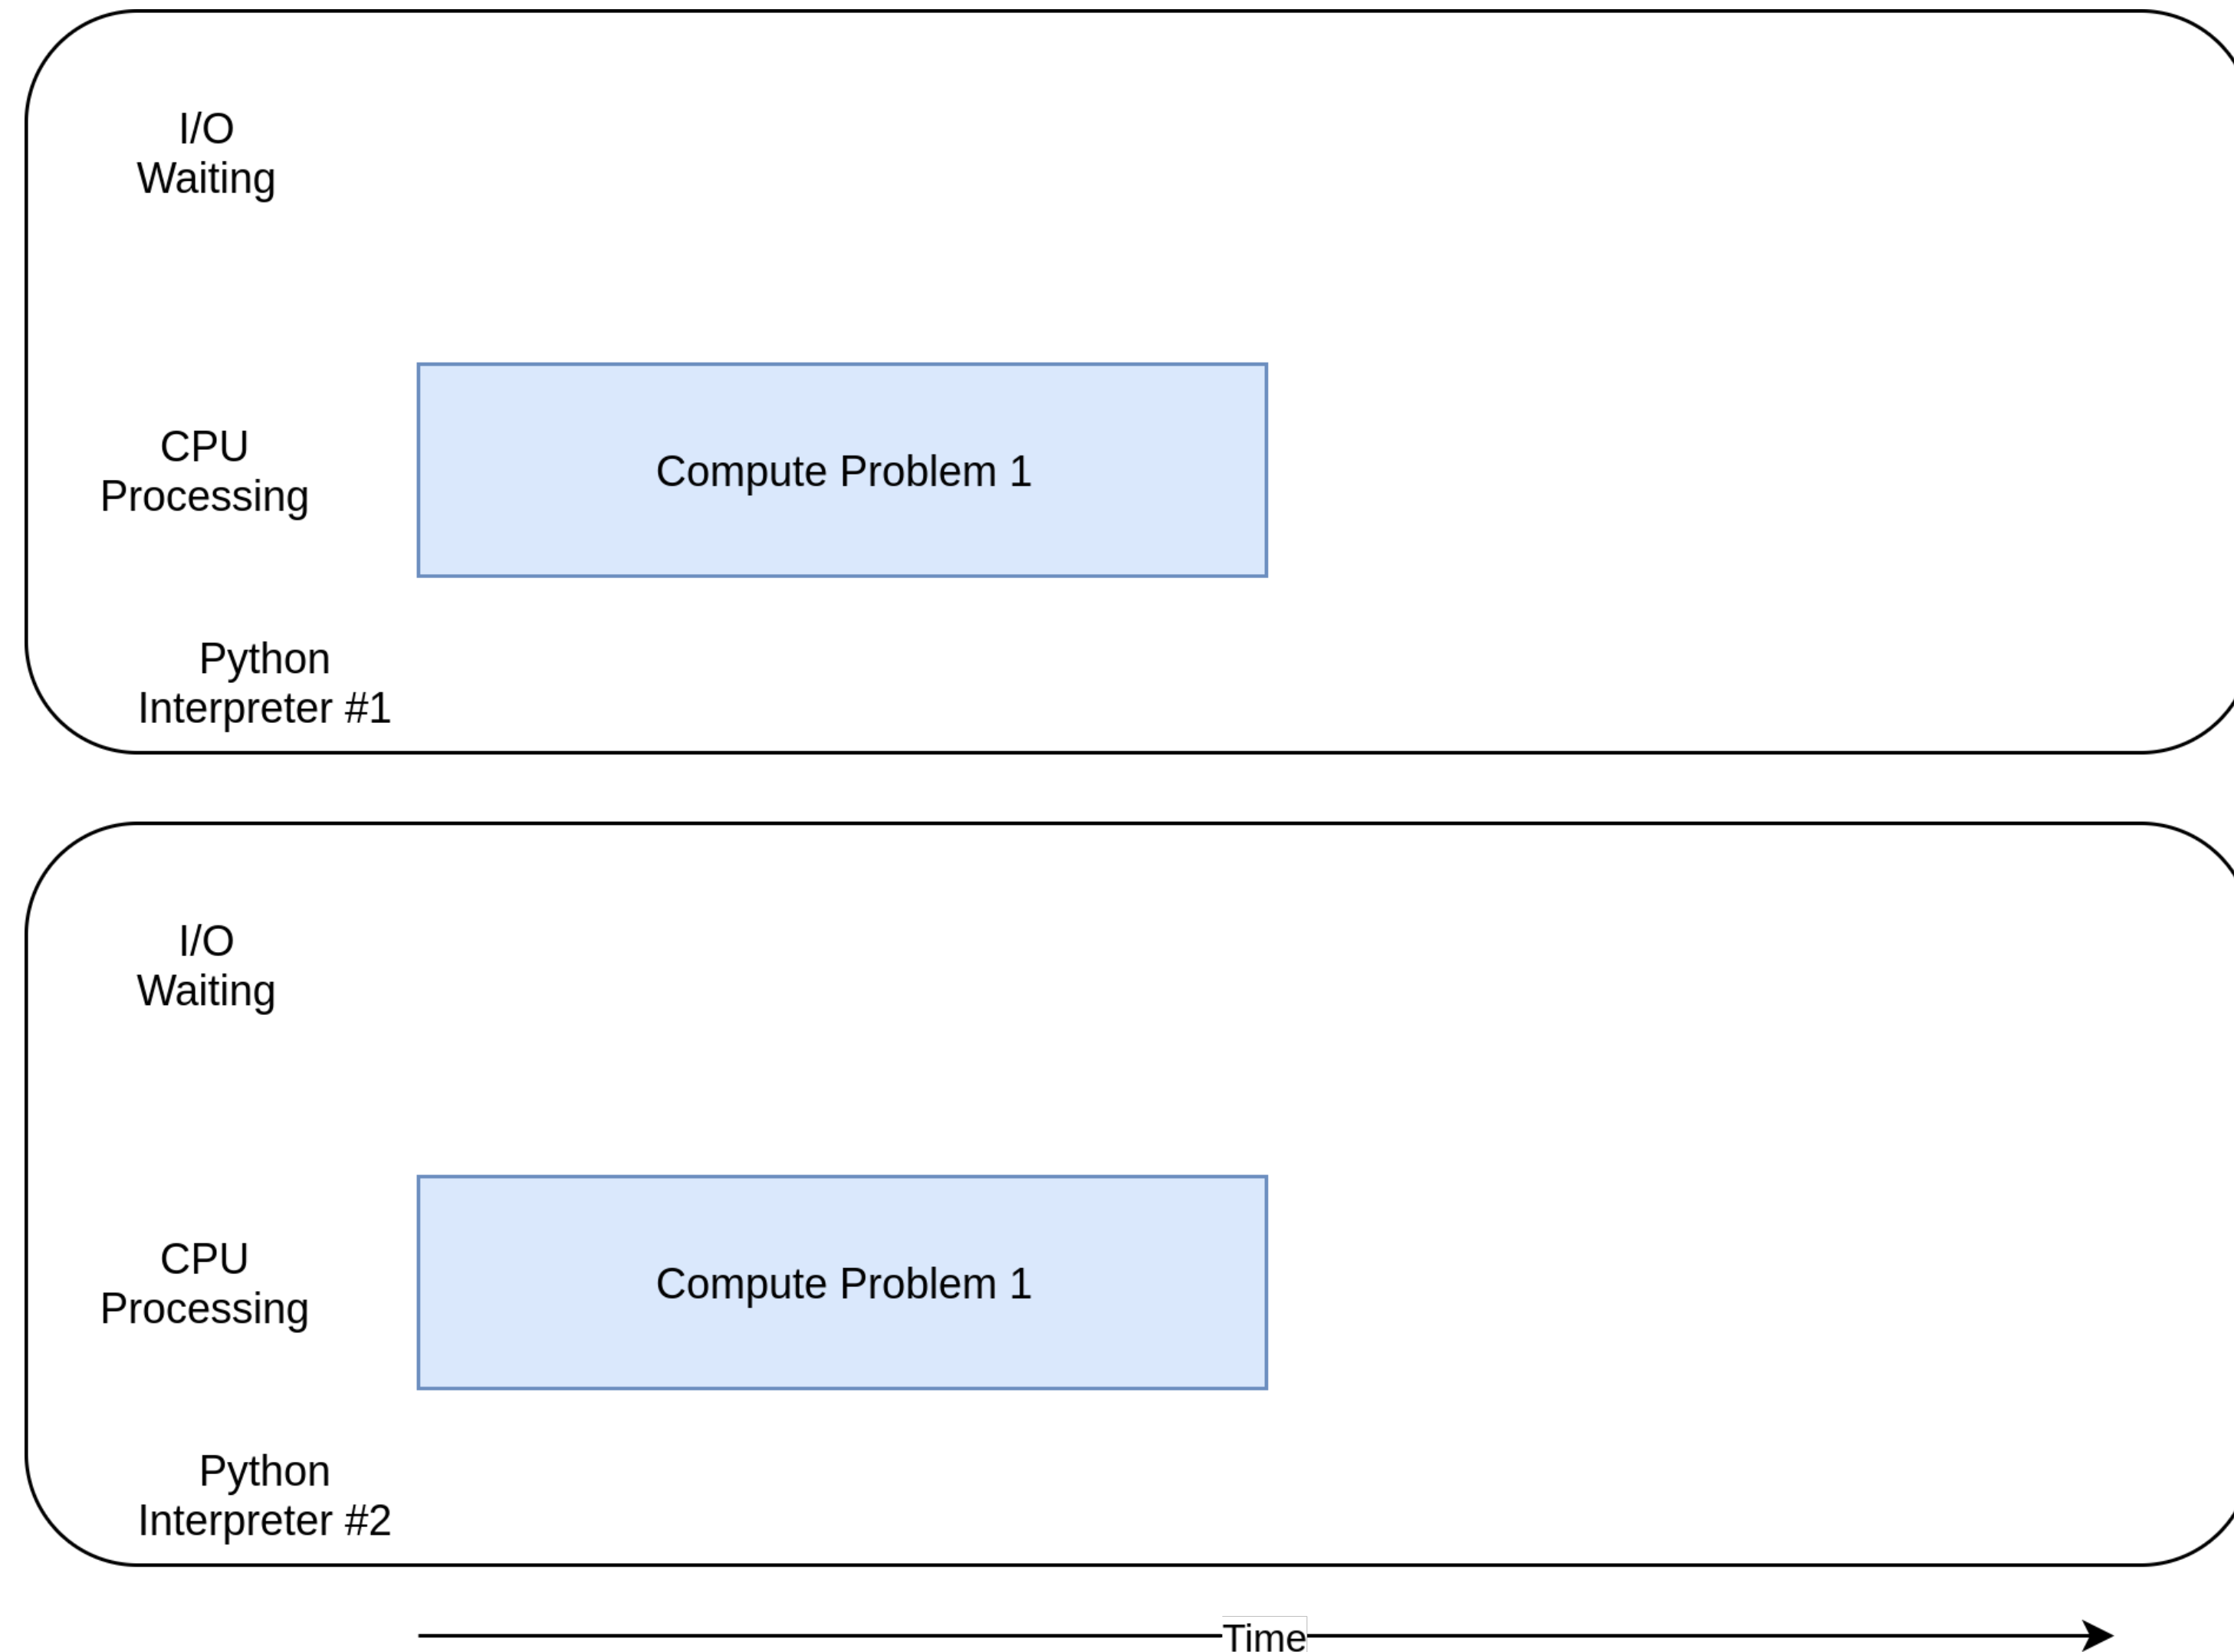 I/O
Waiting
CPU
Processing
Compute Problem 1
Python
Interpreter #1
I/O
Waiting
CPU
Processing
Compute Problem 1
Python
Interpreter #2
Time